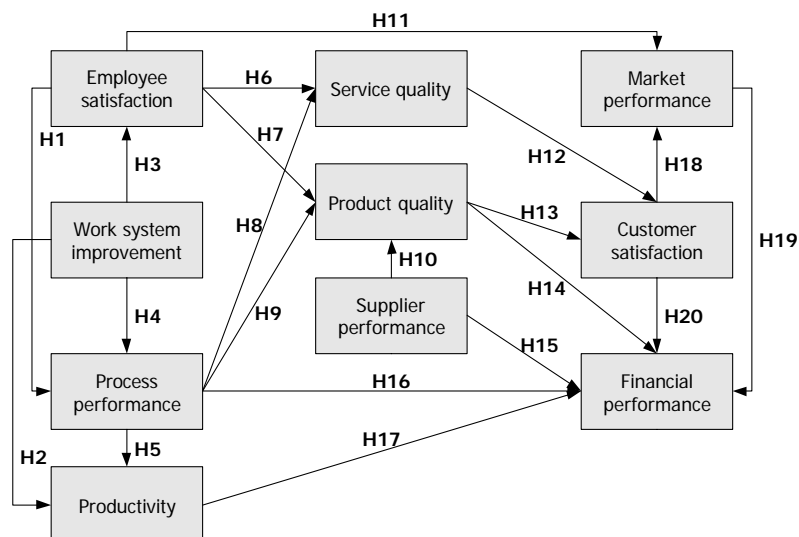 H11
Employee
satisfaction
H6
Service quality
Market
performance
H1
H7
H12
H18
H3
Work system
improvement
H8
Product quality
H13
Customer
satisfaction
H19
H10
H14
H4
H9
Supplier
performance
H20
H15
Process
performance
H16
Financial
performance
H2
H5
H17
Productivity